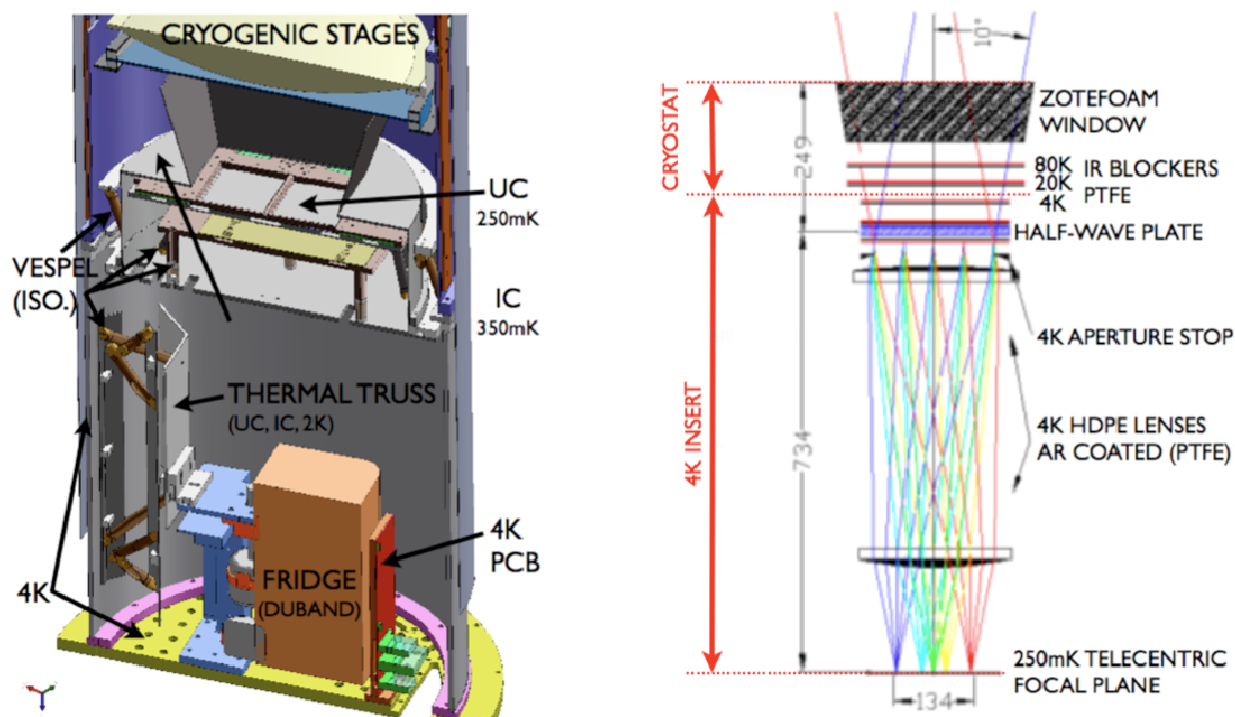 CRYOGENIC STAGES
UC
250mK
VESPEL
(ISO.)
IC
350mK
THERMAL TRUSS
(UC, IC, 2K)
4K
PCB
4K
FRIDGE
(DUBAND)
10°
CRYOSTAT
249
ZOTEFOAM
WINDOW
80K
20K
4K
IR BLOCKERS
PTFE
HALF-WAVE PLATE
4K APERTURE STOP
4K INSERT
734
4K HDPE LENSES
AR COATED (PTFE)
250mK TELECENTRIC
FOCAL PLANE
134